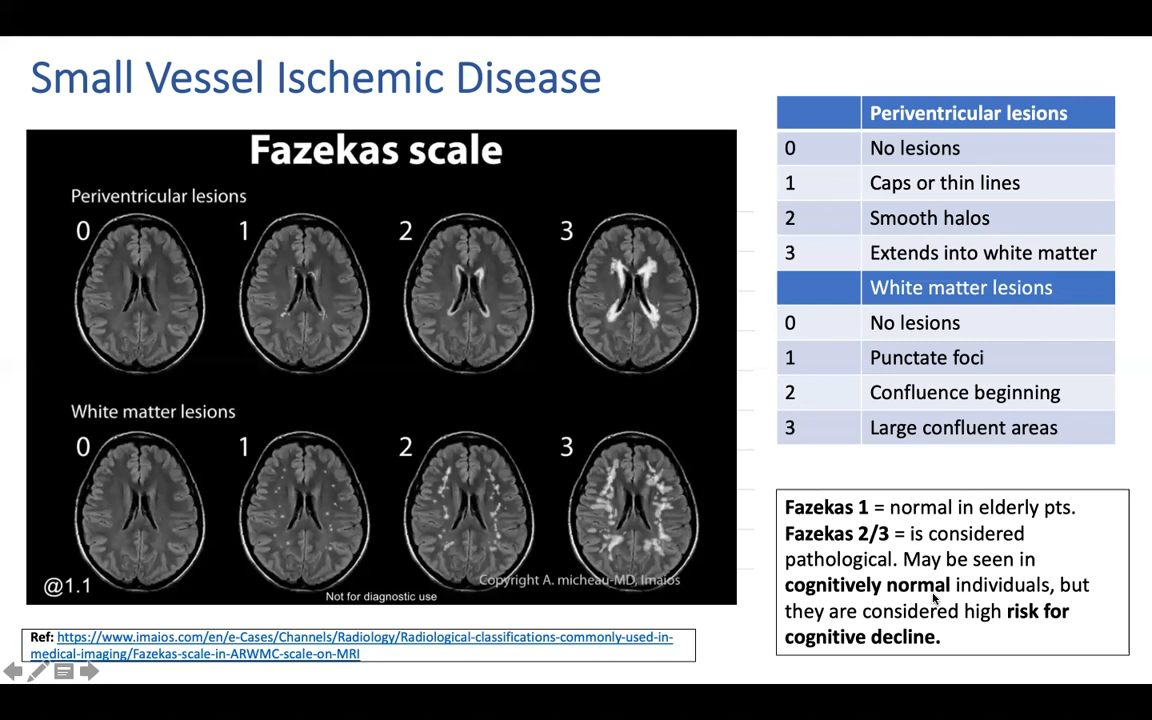 Small Vessel Ischemic Disease
Fazekas scale
Periventricular lesions
0 1 2 3
White matter lesions
0 1 2 3
@1.1
Copyright A. micheau-MD, Imaios
Not for diagnostic use
Ref: https://www.imaios.com/en/e-Cases/Channels/Radiology/Radiological-classifications-commonly-used-in-
medical-imaging/Fazekas-scale-in-ARWMC-scale-on-MRI
Periventricular lesions
0 No lesions
1 Caps or thin lines
2 Smooth halos
3 Extends into white matter
White matter lesions
0 No lesions
1 Punctate foci
2 Confluence beginning
3 Large confluent areas
Fazekas 1 = normal in elderly pts.
Fazekas 2/3 = is considered
pathological. May be seen in
cognitively normal individuals, but
they are considered high risk for
cognitive decline.